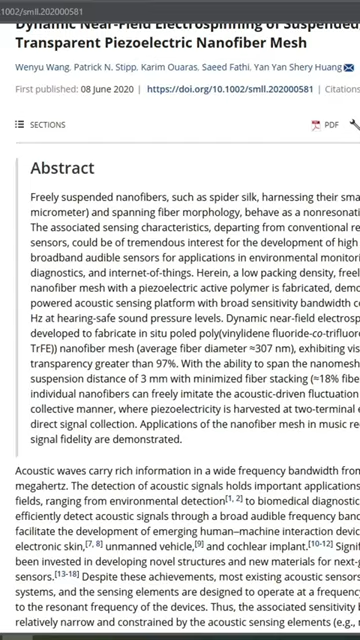 1002/smll.202000581
Dynamic Near-Field Electrospinning of Suspended,
Transparent Piezoelectric Nanofiber Mesh
Wenyu Wang, Patrick N. Stipp, Karim Ouaras, Saeed Fathi, Yan Yan Shery Huang
First published: 08 June 2020 | https://doi.org/10.1002/smll.202000581 | Citations
SECTIONS
PDF
Abstract
Freely suspended nanofibers, such as spider silk, harnessing their sma
micrometer) and spanning fiber morphology, behave as a nonresonati
The associated sensing characteristics, departing from conventional re
sensors, could be of tremendous interest for the development of high
broadband audible sensors for applications in environmental monitori
diagnostics, and internet-of-things. Herein, a low packing density, freel
nanofiber mesh with a piezoelectric active polymer is fabricated, demo
powered acoustic sensing platform with broad sensitivity bandwidth co
Hz at hearing-safe sound pressure levels. Dynamic near-field electrosp
developed to fabricate in situ poled poly(vinylidene fluoride-co-trifluor
TrFE)) nanofiber mesh (average fiber diameter ≈307 nm), exhibiting vis
transparency greater than 97%. With the ability to span the nanomesh
suspension distance of 3 mm with minimized fiber stacking (≈18% fibe
individual nanofibers can freely imitate the acoustic-driven fluctuation
collective manner, where piezoelectricity is harvested at two-terminal e
direct signal collection. Applications of the nanofiber mesh in music re
signal fidelity are demonstrated.
Acoustic waves carry rich information in a wide frequency bandwidth from
megahertz. The detection of acoustic signals holds important applications
fields, ranging from environmental detection[1, 2] to biomedical diagnostic
efficiently detect acoustic signals through a broad audible frequency band
facilitate the development of emerging human–machine interaction devic
electronic skin,[7, 8] unmanned vehicle,[9] and cochlear implant.[10-12] Signif
been invested in developing novel structures and new materials for next-g
sensors.[13-18] Despite these achievements, most existing acoustic sensors
systems, and the sensing elements are designed to operate at a frequency
to the resonant frequency of the devices. Thus, the associated sensitivity b
relatively narrow and constrained by the acoustic sensing elements (e.g., r